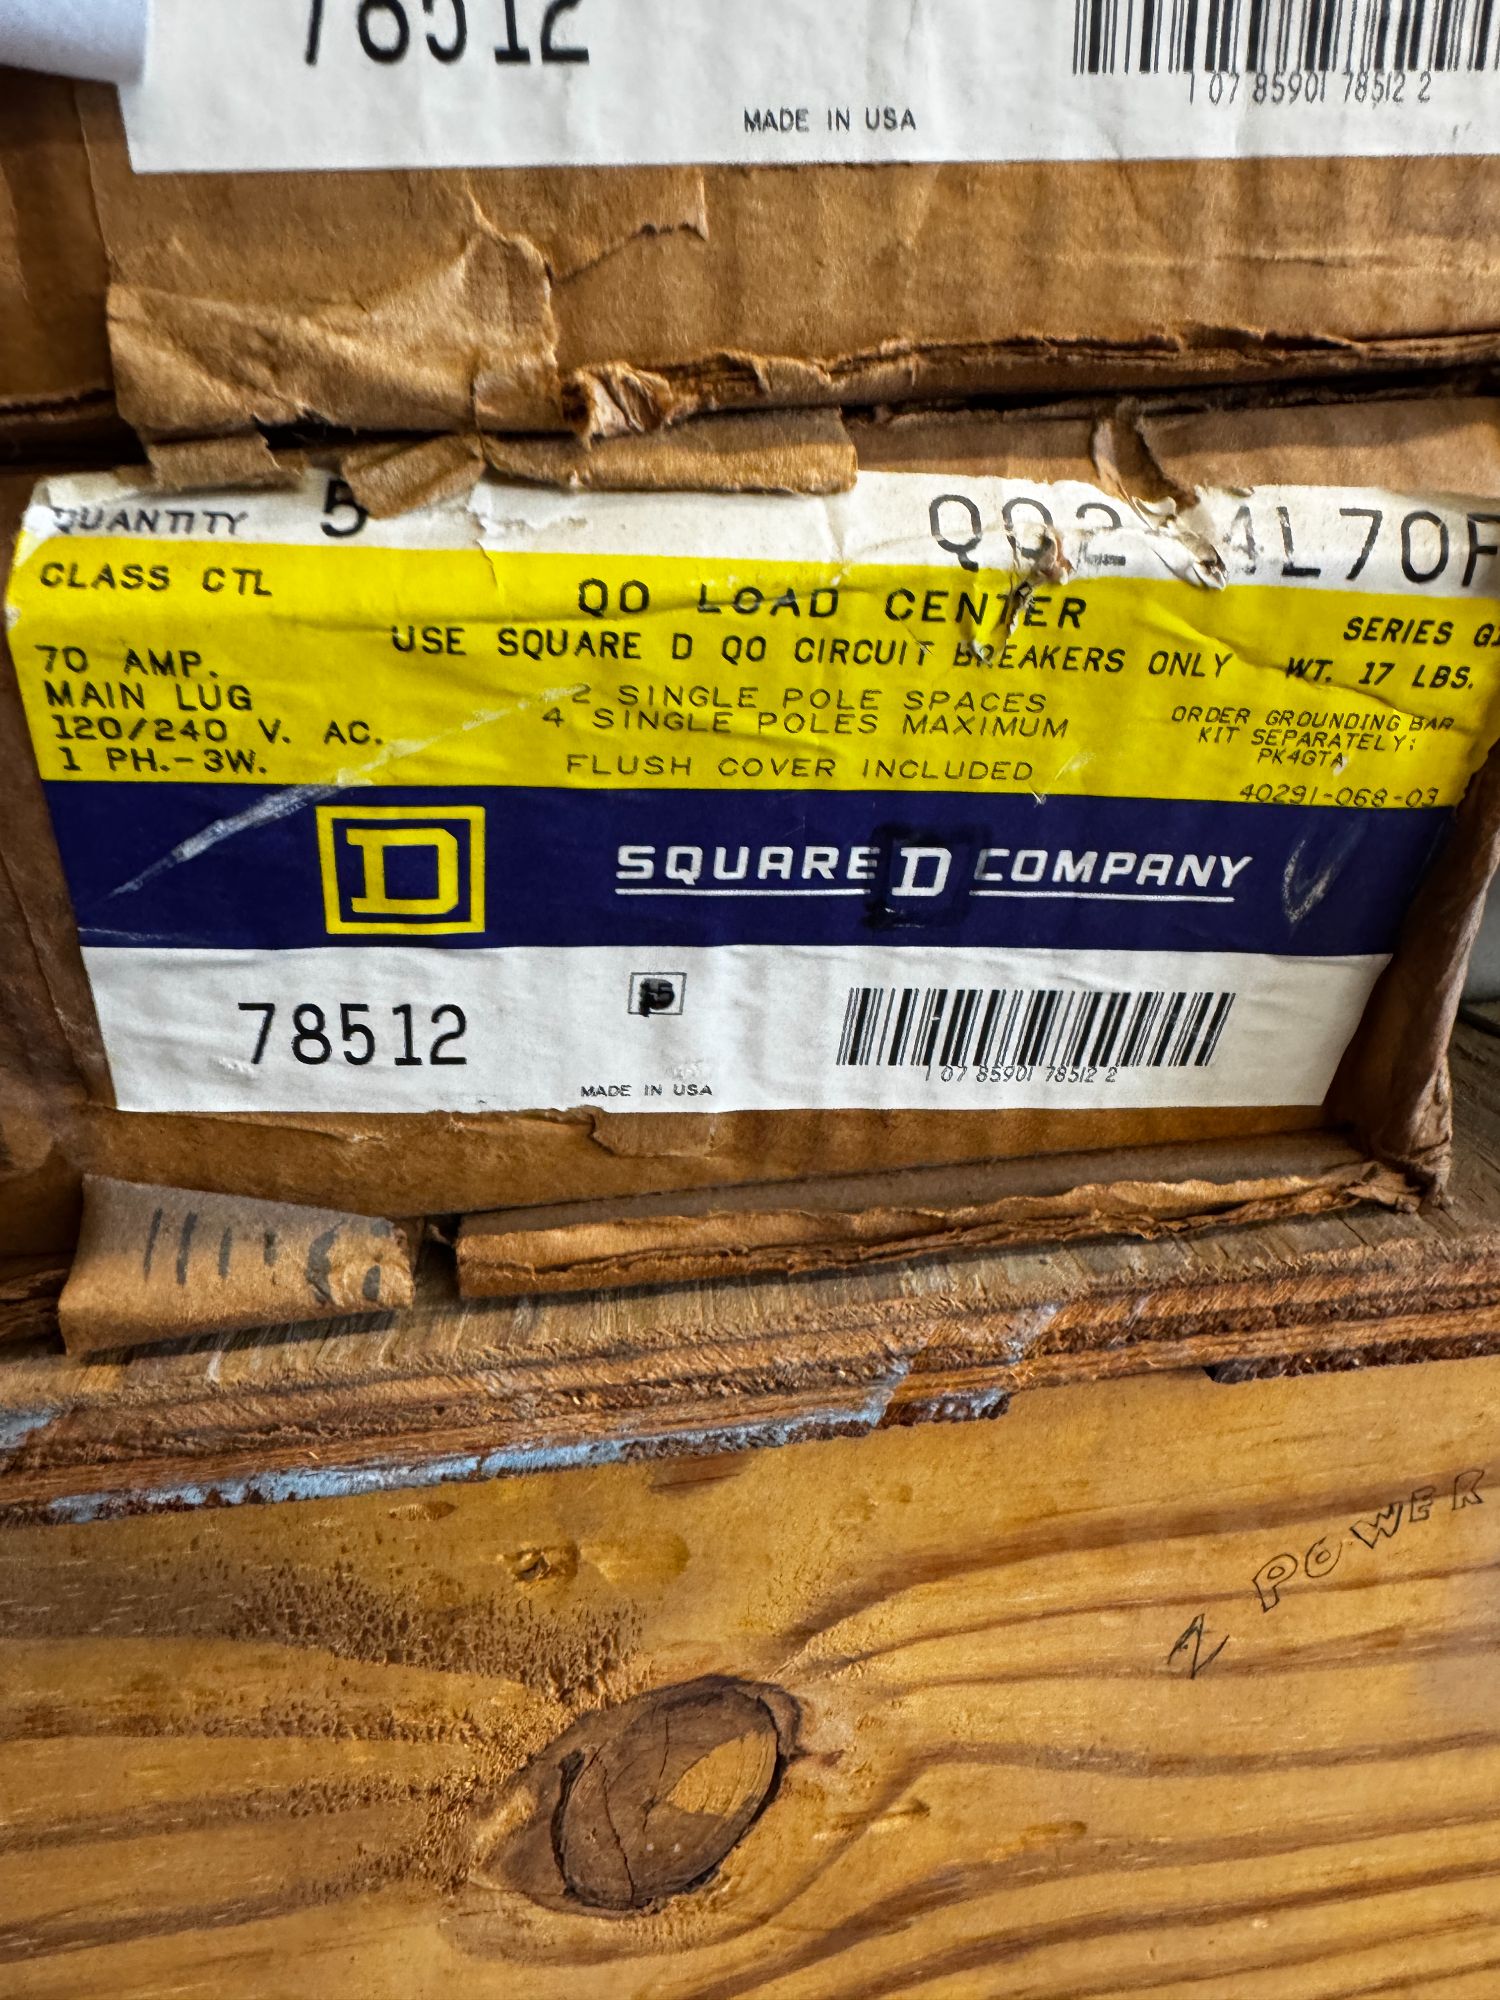 78512
1 07 85901 78512 2
MADE IN USA
QUANTITY 5
CLASS CTL
QO LOAD CENTER
SERIES G1
USE SQUARE D QO CIRCUIT BREAKERS ONLY
WT. 17 LBS.
70 AMP.
MAIN LUG
120/240 V. AC.
1 PH.-3W.
2 SINGLE POLE SPACES
4 SINGLE POLES MAXIMUM
FLUSH COVER INCLUDED
ORDER GROUNDING BAR
KIT SEPARATELY:
PK4GTA
40291-068-03
D
SQUARE D COMPANY
78512
MADE IN USA
1 07 85901 78512 2
POWER